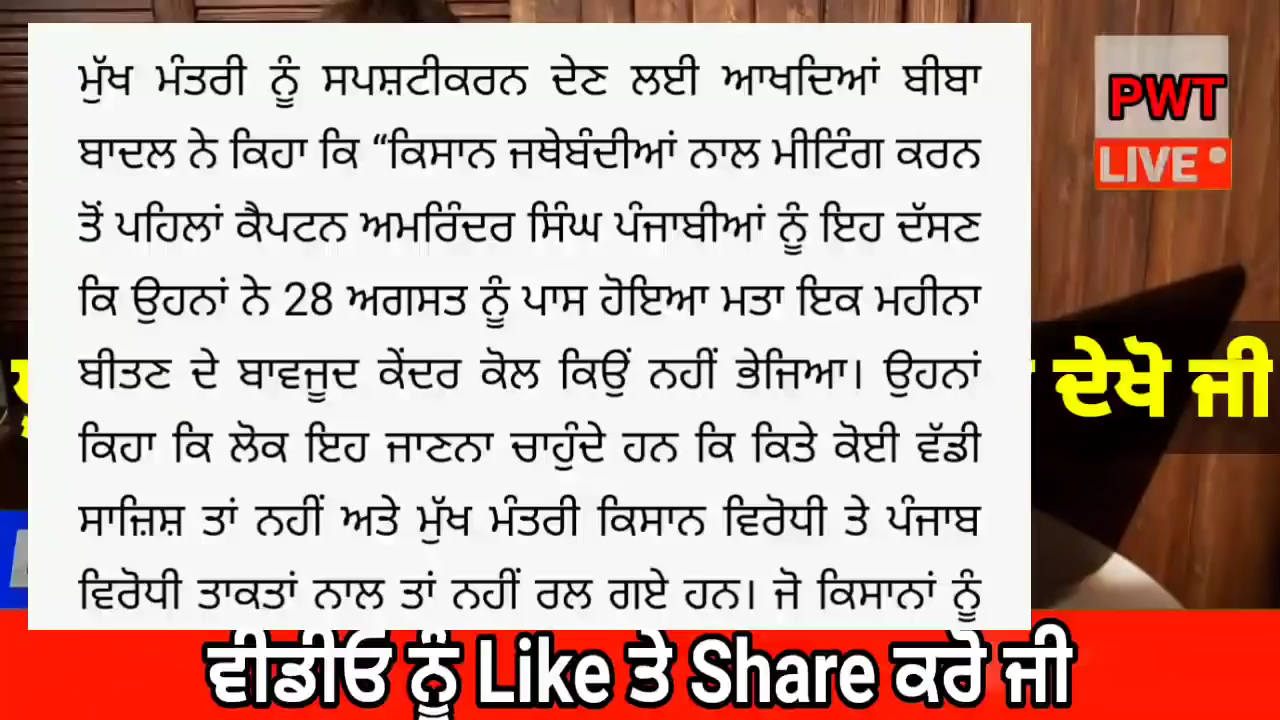 ਮੁੱਖ ਮੰਤਰੀ ਨੂੰ ਸਪਸ਼ਟੀਕਰਨ ਦੇਣ ਲਈ ਆਖਦਿਆਂ ਬੀਬਾ
ਬਾਦਲ ਨੇ ਕਿਹਾ ਕਿ “ਕਿਸਾਨ ਜਥੇਬੰਦੀਆਂ ਨਾਲ ਮੀਟਿੰਗ ਕਰਨ
ਤੋਂ ਪਹਿਲਾਂ ਕੈਪਟਨ ਅਮਰਿੰਦਰ ਸਿੰਘ ਪੰਜਾਬੀਆਂ ਨੂੰ ਇਹ ਦੱਸਣ
ਕਿ ਉਹਨਾਂ ਨੇ 28 ਅਗਸਤ ਨੂੰ ਪਾਸ ਹੋਇਆ ਮਤਾ ਇਕ ਮਹੀਨਾ
ਬੀਤਣ ਦੇ ਬਾਵਜੂਦ ਕੇਂਦਰ ਕੋਲ ਕਿਉਂ ਨਹੀਂ ਭੇਜਿਆ। ਉਹਨਾਂ
ਕਿਹਾ ਕਿ ਲੋਕ ਇਹ ਜਾਣਨਾ ਚਾਹੁੰਦੇ ਹਨ ਕਿ ਕਿਤੇ ਕੋਈ ਵੱਡੀ
ਸਾਜ਼ਿਸ਼ ਤਾਂ ਨਹੀਂ ਅਤੇ ਮੁੱਖ ਮੰਤਰੀ ਕਿਸਾਨ ਵਿਰੋਧੀ ਤੇ ਪੰਜਾਬ
ਵਿਰੋਧੀ ਤਾਕਤਾਂ ਨਾਲ ਤਾਂ ਨਹੀਂ ਰਲ ਗਏ ਹਨ। ਜੋ ਕਿਸਾਨਾਂ ਨੂੰ
PWT
LIVE
ਦੇਖੋ ਜੀ
ਵੀਡੀਓ ਨੂੰ Like ਤੇ Share ਕਰੋ ਜੀ